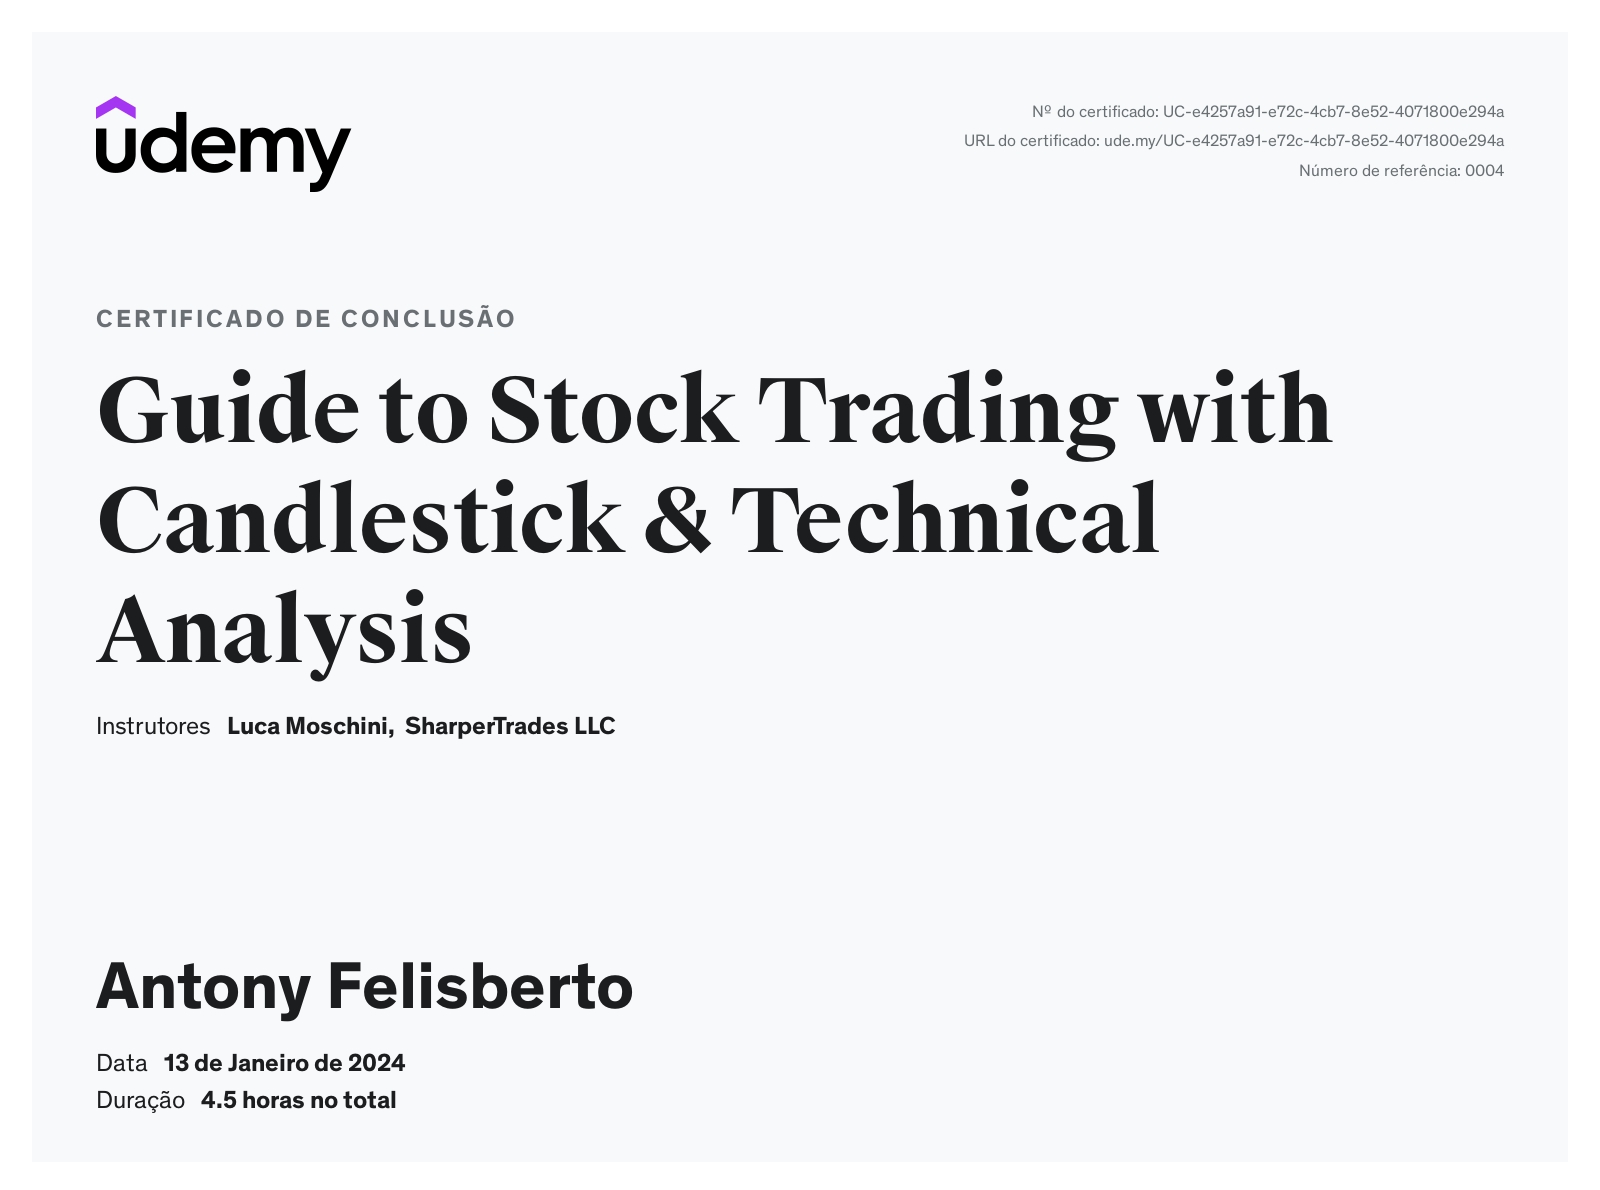 udemy
Nº do certificado: UC-e4257a91-e72c-4cb7-8e52-4071800e294a
URL do certificado: ude.my/UC-e4257a91-e72c-4cb7-8e52-4071800e294a
Número de referência: 0004
CERTIFICADO DE CONCLUSÃO
Guide to Stock Trading with
Candlestick & Technical
Analysis
Instrutores Luca Moschini, SharperTrades LLC
Antony Felisberto
Data 13 de Janeiro de 2024
Duração 4.5 horas no total